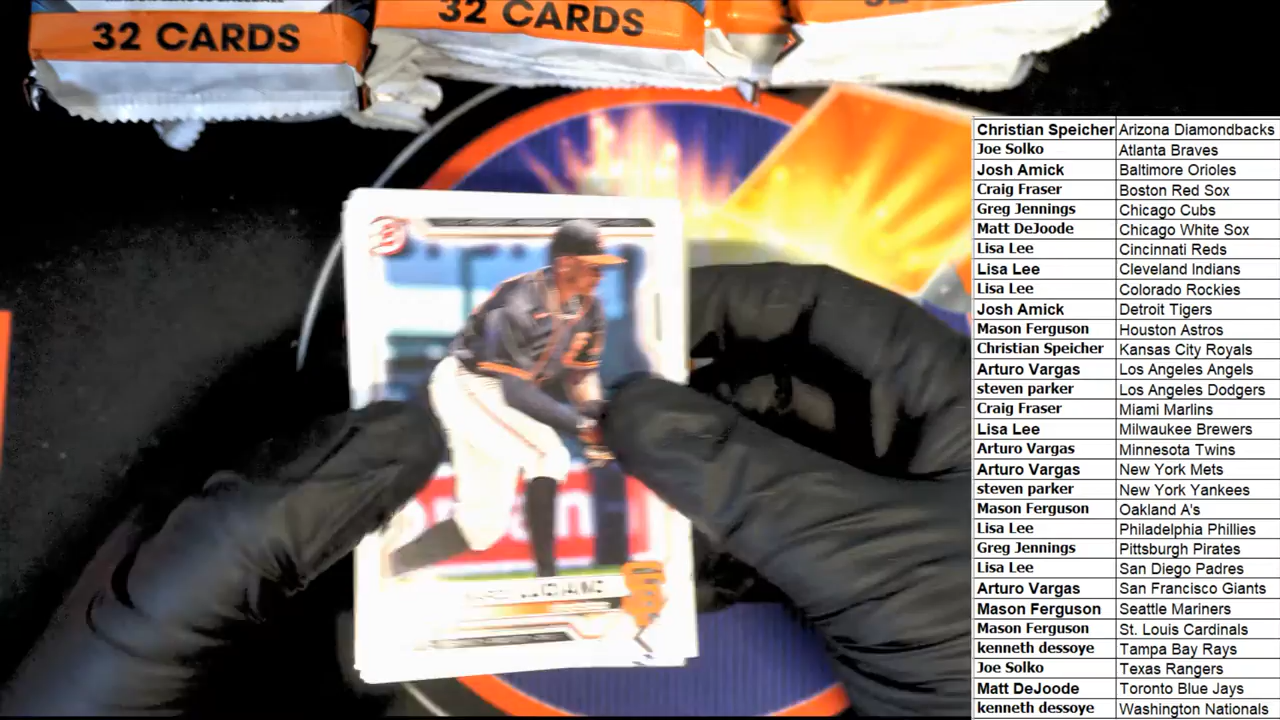 32 CARDS
32 CARDS
Christian Speicher Arizona Diamondbacks
Joe Solko Atlanta Braves
Josh Amick Baltimore Orioles
Craig Fraser Boston Red Sox
Greg Jennings Chicago Cubs
Matt DeJoode Chicago White Sox
Lisa Lee Cincinnati Reds
Lisa Lee Cleveland Indians
Lisa Lee Colorado Rockies
Josh Amick Detroit Tigers
Mason Ferguson Houston Astros
Christian Speicher Kansas City Royals
Arturo Vargas Los Angeles Angels
steven parker Los Angeles Dodgers
Craig Fraser Miami Marlins
Lisa Lee Milwaukee Brewers
Arturo Vargas Minnesota Twins
Arturo Vargas New York Mets
steven parker New York Yankees
Mason Ferguson Oakland A's
Lisa Lee Philadelphia Phillies
Greg Jennings Pittsburgh Pirates
Lisa Lee San Diego Padres
Arturo Vargas San Francisco Giants
Mason Ferguson Seattle Mariners
Mason Ferguson St. Louis Cardinals
kenneth dessoye Tampa Bay Rays
Joe Solko Texas Rangers
Matt DeJoode Toronto Blue Jays
kenneth dessoye Washington Nationals
LUCIANO